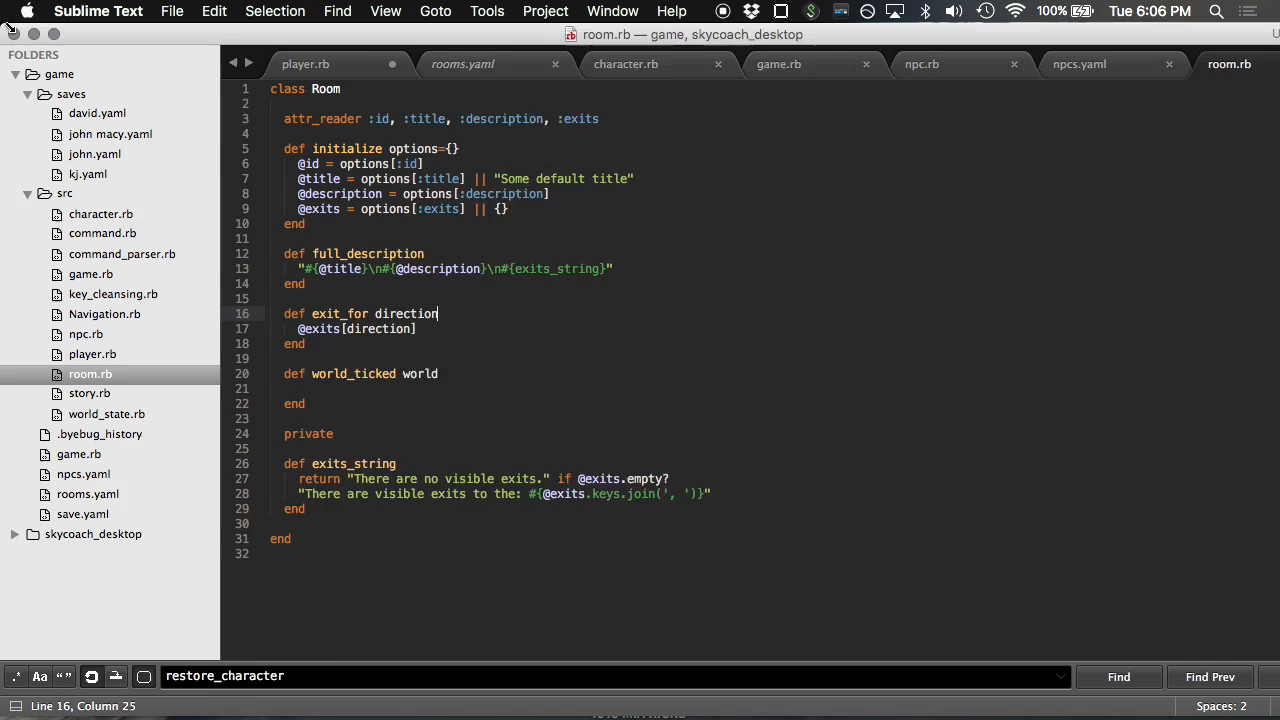 Sublime Text File Edit Selection Find View Goto Tools Project Window Help 100% Tue 6:06 PM
room.rb — game, skycoach_desktop
FOLDERS
game
saves
david.yaml
john macy.yaml
john.yaml
kj.yaml
src
character.rb
command.rb
command_parser.rb
game.rb
key_cleansing.rb
Navigation.rb
npc.rb
player.rb
room.rb
story.rb
world_state.rb
.byebug_history
game.rb
npcs.yaml
rooms.yaml
save.yaml
skycoach_desktop
player.rb rooms.yaml character.rb game.rb npc.rb npcs.yaml room.rb
1 class Room
2
3 attr_reader :id, :title, :description, :exits
4
5 def initialize options={}
6 @id = options[:id]
7 @title = options[:title] || "Some default title"
8 @description = options[:description]
9 @exits = options[:exits] || {}
10 end
11
12 def full_description
13 "#{@title}\n#{@description}\n#{exits_string}"
14 end
15
16 def exit_for direction
17 @exits[direction]
18 end
19
20 def world_ticked world
21
22 end
23
24 private
25
26 def exits_string
27 return "There are no visible exits." if @exits.empty?
28 "There are visible exits to the: #{@exits.keys.join(', ')}"
29 end
30
31 end
32
.* Aa “” restore_character Find Find Prev
Line 16, Column 25 Spaces: 2